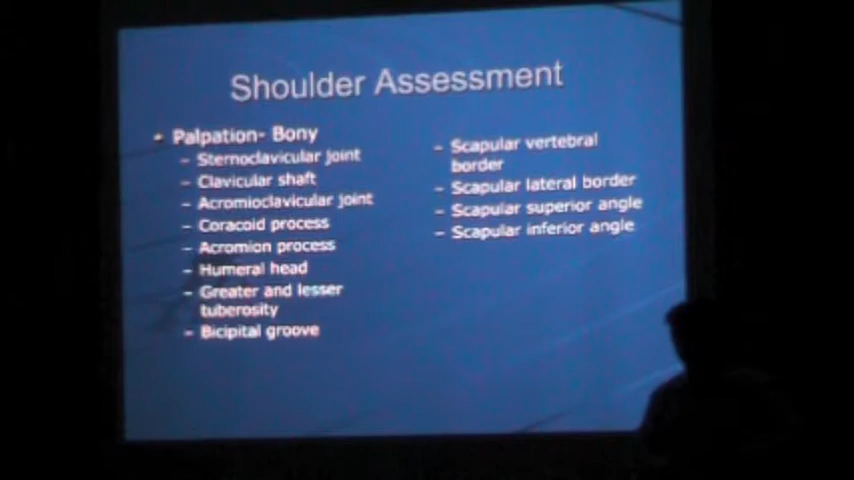 Shoulder Assessment
• Palpation- Bony
– Sternoclavicular joint
– Clavicular shaft
– Acromioclavicular joint
– Coracoid process
– Acromion process
– Humeral head
– Greater and lesser
tuberosity
– Bicipital groove
– Scapular vertebral
border
– Scapular lateral border
– Scapular superior angle
– Scapular inferior angle